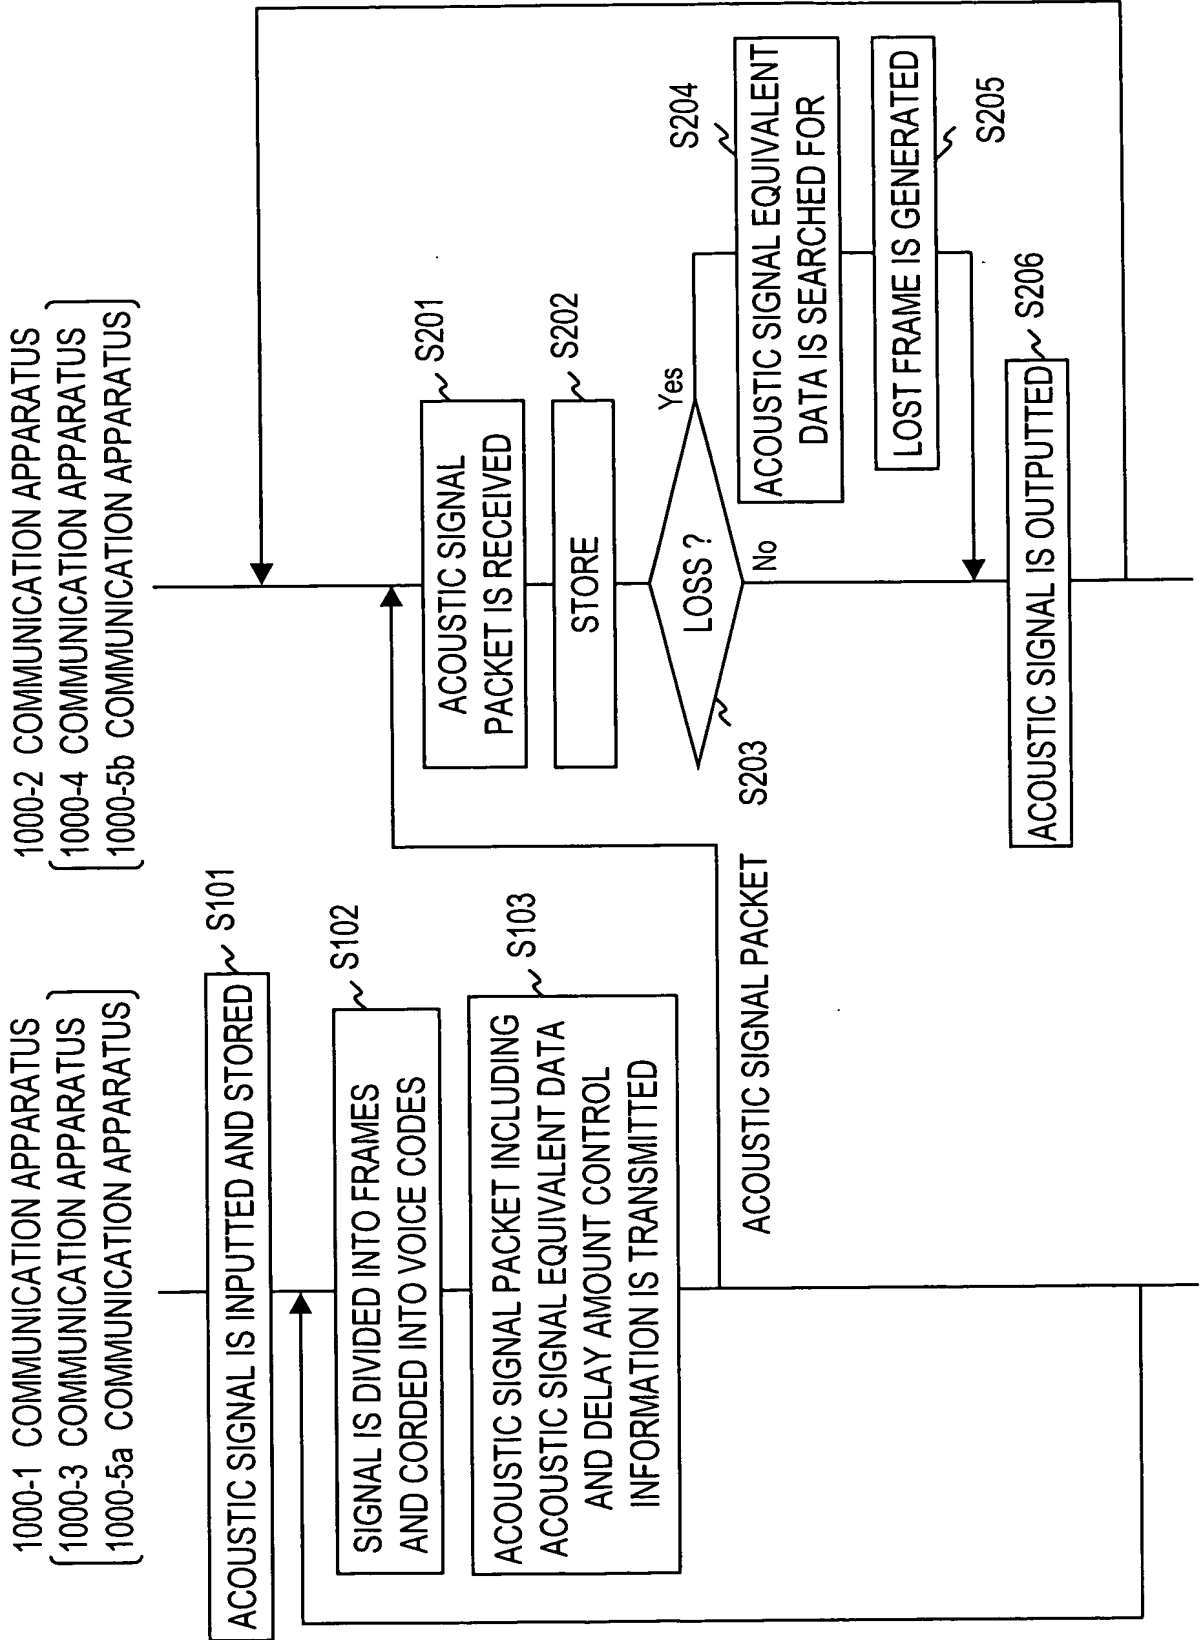 1000-1 COMMUNICATION APPARATUS
1000-3 COMMUNICATION APPARATUS
1000-5a COMMUNICATION APPARATUS
ACOUSTIC SIGNAL IS INPUTTED AND STORED
S101
SIGNAL IS DIVIDED INTO FRAMES
AND CORDED INTO VOICE CODES
S102
ACOUSTIC SIGNAL PACKET INCLUDING
ACOUSTIC SIGNAL EQUIVALENT DATA
AND DELAY AMOUNT CONTROL
INFORMATION IS TRANSMITTED
S103
ACOUSTIC SIGNAL PACKET
1000-2 COMMUNICATION APPARATUS
1000-4 COMMUNICATION APPARATUS
1000-5b COMMUNICATION APPARATUS
ACOUSTIC SIGNAL
PACKET IS RECEIVED
S201
STORE
S202
LOSS ?
S203
Yes
No
ACOUSTIC SIGNAL EQUIVALENT
DATA IS SEARCHED FOR
S204
LOST FRAME IS GENERATED
S205
ACOUSTIC SIGNAL IS OUTPUTTED
S206